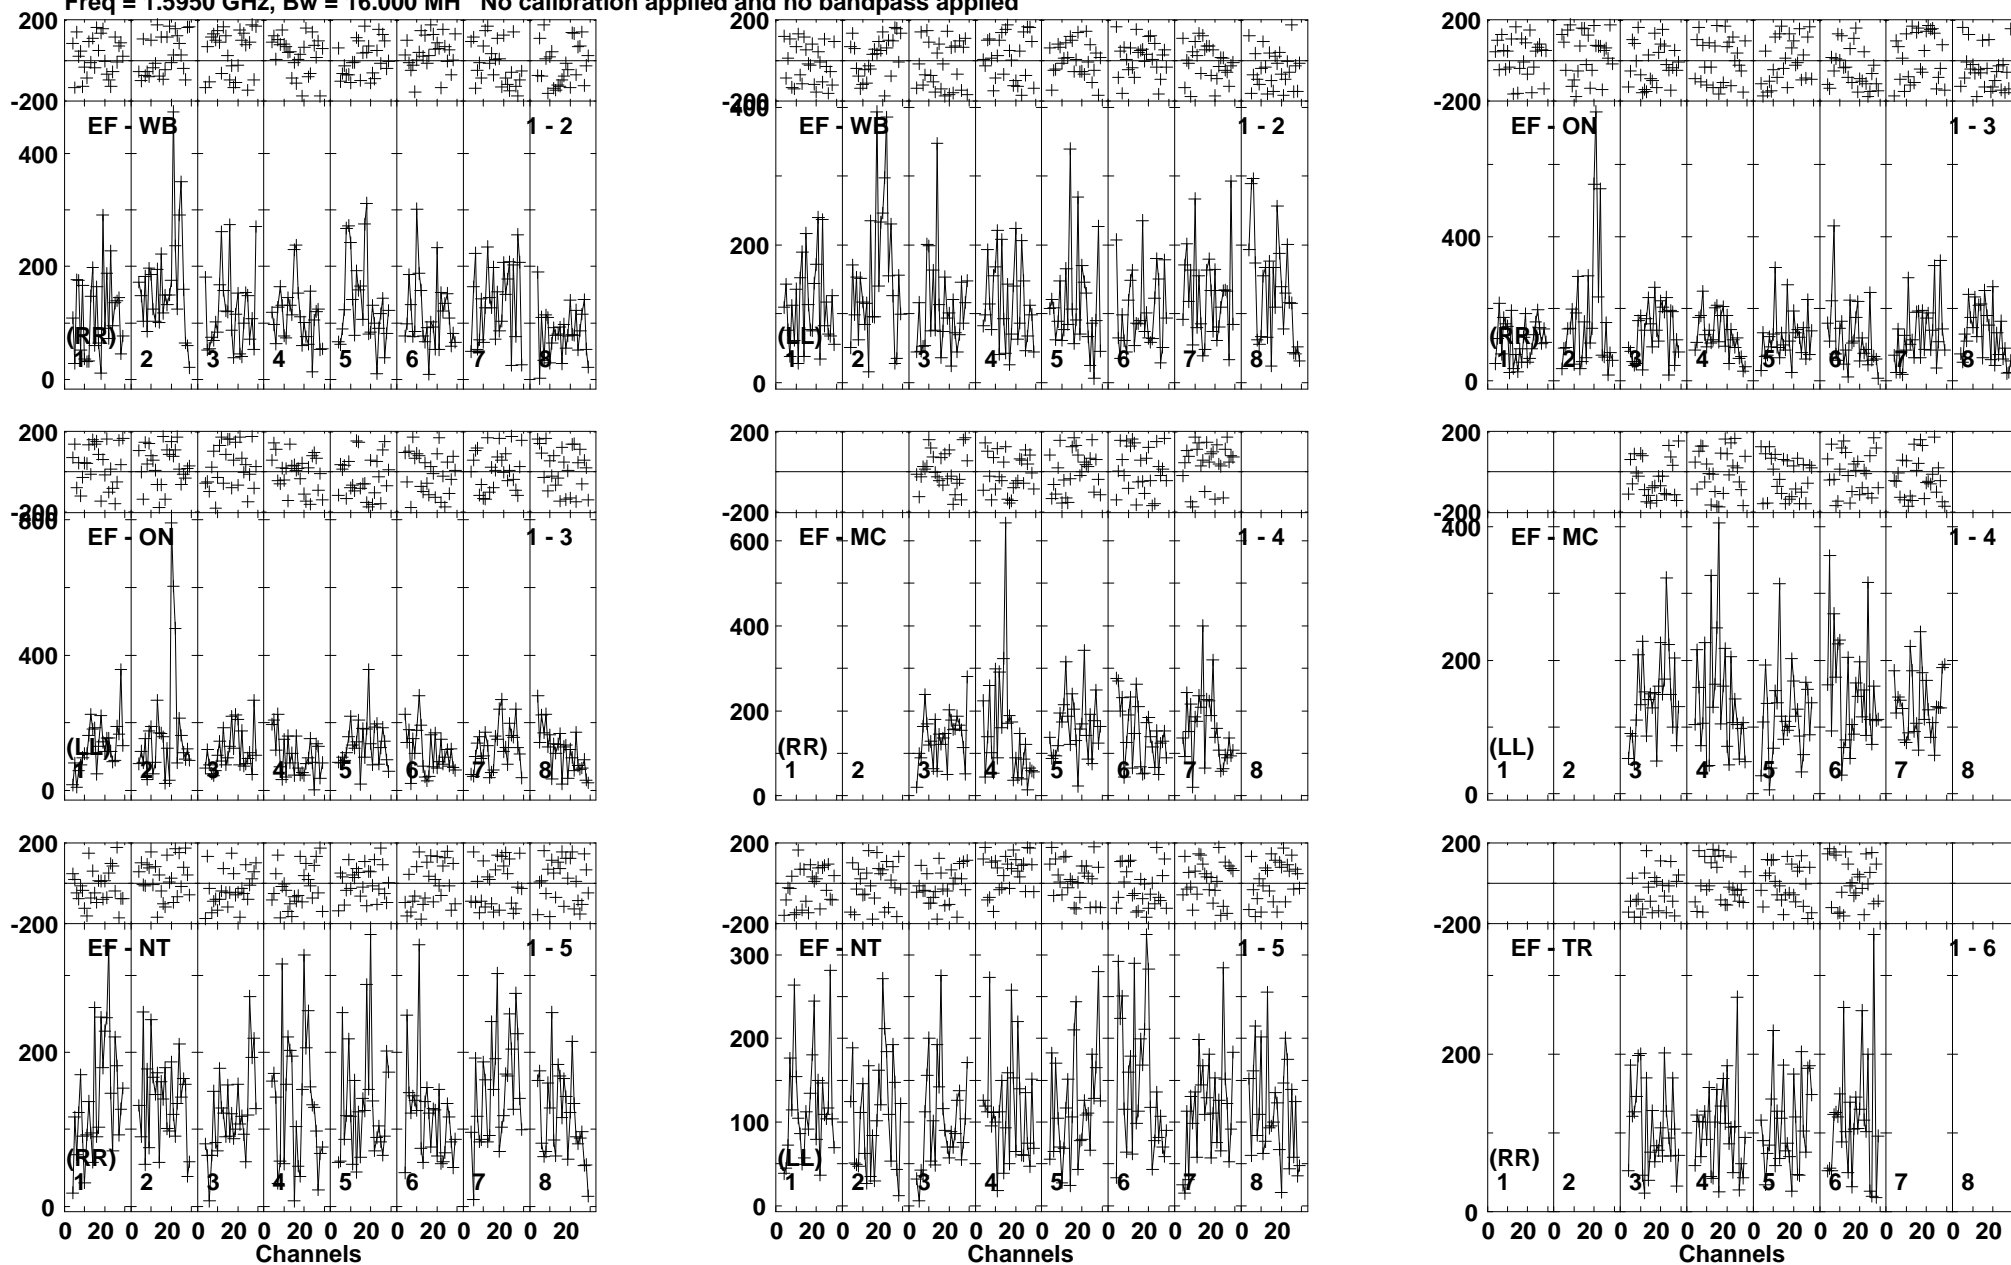 Freq = 1.5950 GHz, Bw = 16.000 MH No calibration applied and no bandpass applied
200
-200
EF - WB 1 - 2
400
200
(RR)
1 2 3 4 5 6 7 8
0
200
-200
400
EF - WB 1 - 2
200
(LL)
1 2 3 4 5 6 7 8
0
200
-200
EF - ON 1 - 3
400
(RR)
1 2 3 4 5 6 7 8
0
200
-200
800
EF - ON 1 - 3
400
(LL)
1 2 3 4 5 6 7 8
0
200
-200
EF - MC 1 - 4
600
400
200
(RR)
1 2 3 4 5 6 7 8
0
200
-200
400
EF - MC 1 - 4
200
(LL)
1 2 3 4 5 6 7 8
0
200
-200
EF - NT 1 - 5
200
(RR)
1 2 3 4 5 6 7 8
0
0 20 0 20 0 20 0 20 0 20 0 20 0 20 0 20
Channels
200
-200
EF - NT 1 - 5
300
200
100
(LL)
1 2 3 4 5 6 7 8
0
0 20 0 20 0 20 0 20 0 20 0 20 0 20 0 20
Channels
200
-200
EF - TR 1 - 6
200
(RR)
1 2 3 4 5 6 7 8
0
0 20 0 20 0 20 0 20 0 20 0 20 0 20 0 20
Channels